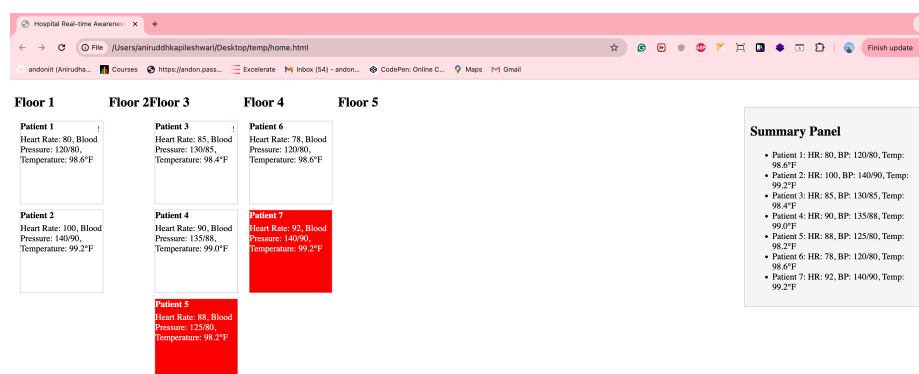 Hospital Real-time Awareness
File /Users/aniruddhkapileshwari/Desktop/temp/home.html
Finish update
andoniit (Anirudha... Courses https://andon.pass... Excelerate Inbox (54) – andon... CodePen: Online C... Maps Gmail
Floor 1
Patient 1 !
Heart Rate: 80, Blood
Pressure: 120/80,
Temperature: 98.6°F
Patient 2
Heart Rate: 100, Blood
Pressure: 140/90,
Temperature: 99.2°F
Floor 2
Floor 3
Patient 3 !
Heart Rate: 85, Blood
Pressure: 130/85,
Temperature: 98.4°F
Patient 4
Heart Rate: 90, Blood
Pressure: 135/88,
Temperature: 99.0°F
Patient 5
Heart Rate: 88, Blood
Pressure: 125/80,
Temperature: 98.2°F
Floor 4
Patient 6
Heart Rate: 78, Blood
Pressure: 120/80,
Temperature: 98.6°F
Patient 7
Heart Rate: 92, Blood
Pressure: 140/90,
Temperature: 99.2°F
Floor 5
Summary Panel
Patient 1: HR: 80, BP: 120/80, Temp:
98.6°F
Patient 2: HR: 100, BP: 140/90, Temp:
99.2°F
Patient 3: HR: 85, BP: 130/85, Temp:
98.4°F
Patient 4: HR: 90, BP: 135/88, Temp:
99.0°F
Patient 5: HR: 88, BP: 125/80, Temp:
98.2°F
Patient 6: HR: 78, BP: 120/80, Temp:
98.6°F
Patient 7: HR: 92, BP: 140/90, Temp:
99.2°F